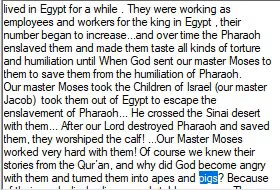 lived in Egypt for a while . They were working as
employees and workers for the king in Egypt , their
number began to increase...and over time the Pharaoh
enslaved them and made them taste all kinds of torture
and humiliation until When God sent our master Moses to
them to save them from the humiliation of Pharaoh.
Our master Moses took the Children of Israel (our master
Jacob)  took them out of Egypt to escape the
enslavement of Pharaoh... He crossed the Sinai desert
with them... After our Lord destroyed Pharaoh and saved
them, they worshiped the calf! ...Our Master Moses
worked very hard with them! Of course we knew their
stories from the Qur'an, and why did God become angry
with them and turned them into apes and pigs? Because